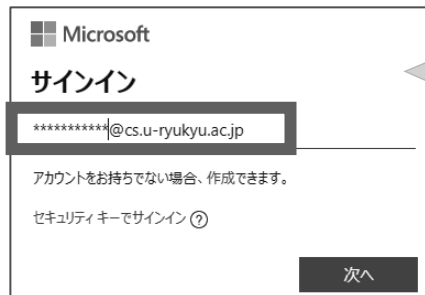 Microsoft
サインイン
***********@cs.u-ryukyu.ac.jp
アカウントをお持ちでない場合、作成できます。
セキュリティ キーでサインイン ?
次へ